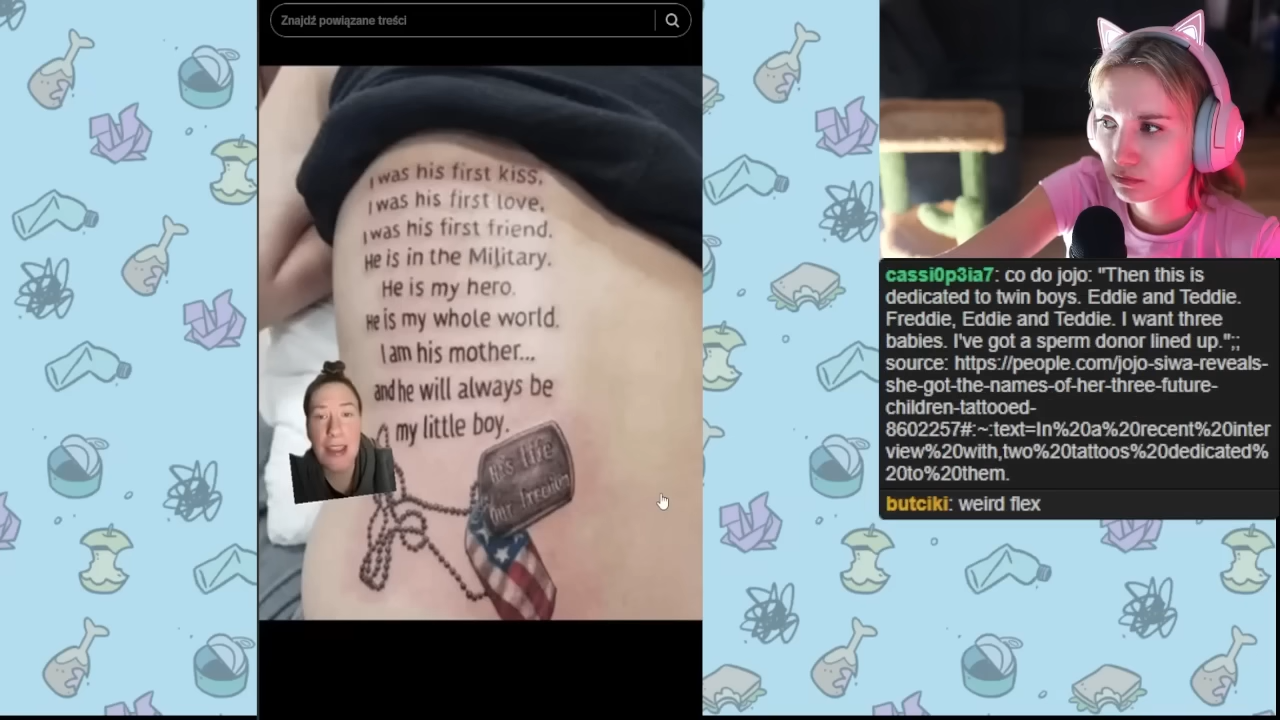 Znajdź powiązane treści
I was his first kiss,
I was his first love,
I was his first friend.
He is in the Military.
He is my hero.
He is my whole world.
I am his mother...
and he will always be
my little boy.
His life
Our freedom
cassi0p3ia7: co do jojo: "Then this is
dedicated to twin boys. Eddie and Teddie.
Freddie, Eddie and Teddie. I want three
babies. I've got a sperm donor lined up.";;
source: https://people.com/jojo-siwa-reveals-
she-got-the-names-of-her-three-future-
children-tattooed-
8602257#:~:text=In%20a%20recent%20inter
view%20with,two%20tattoos%20dedicated%
20to%20them.
butciki: weird flex